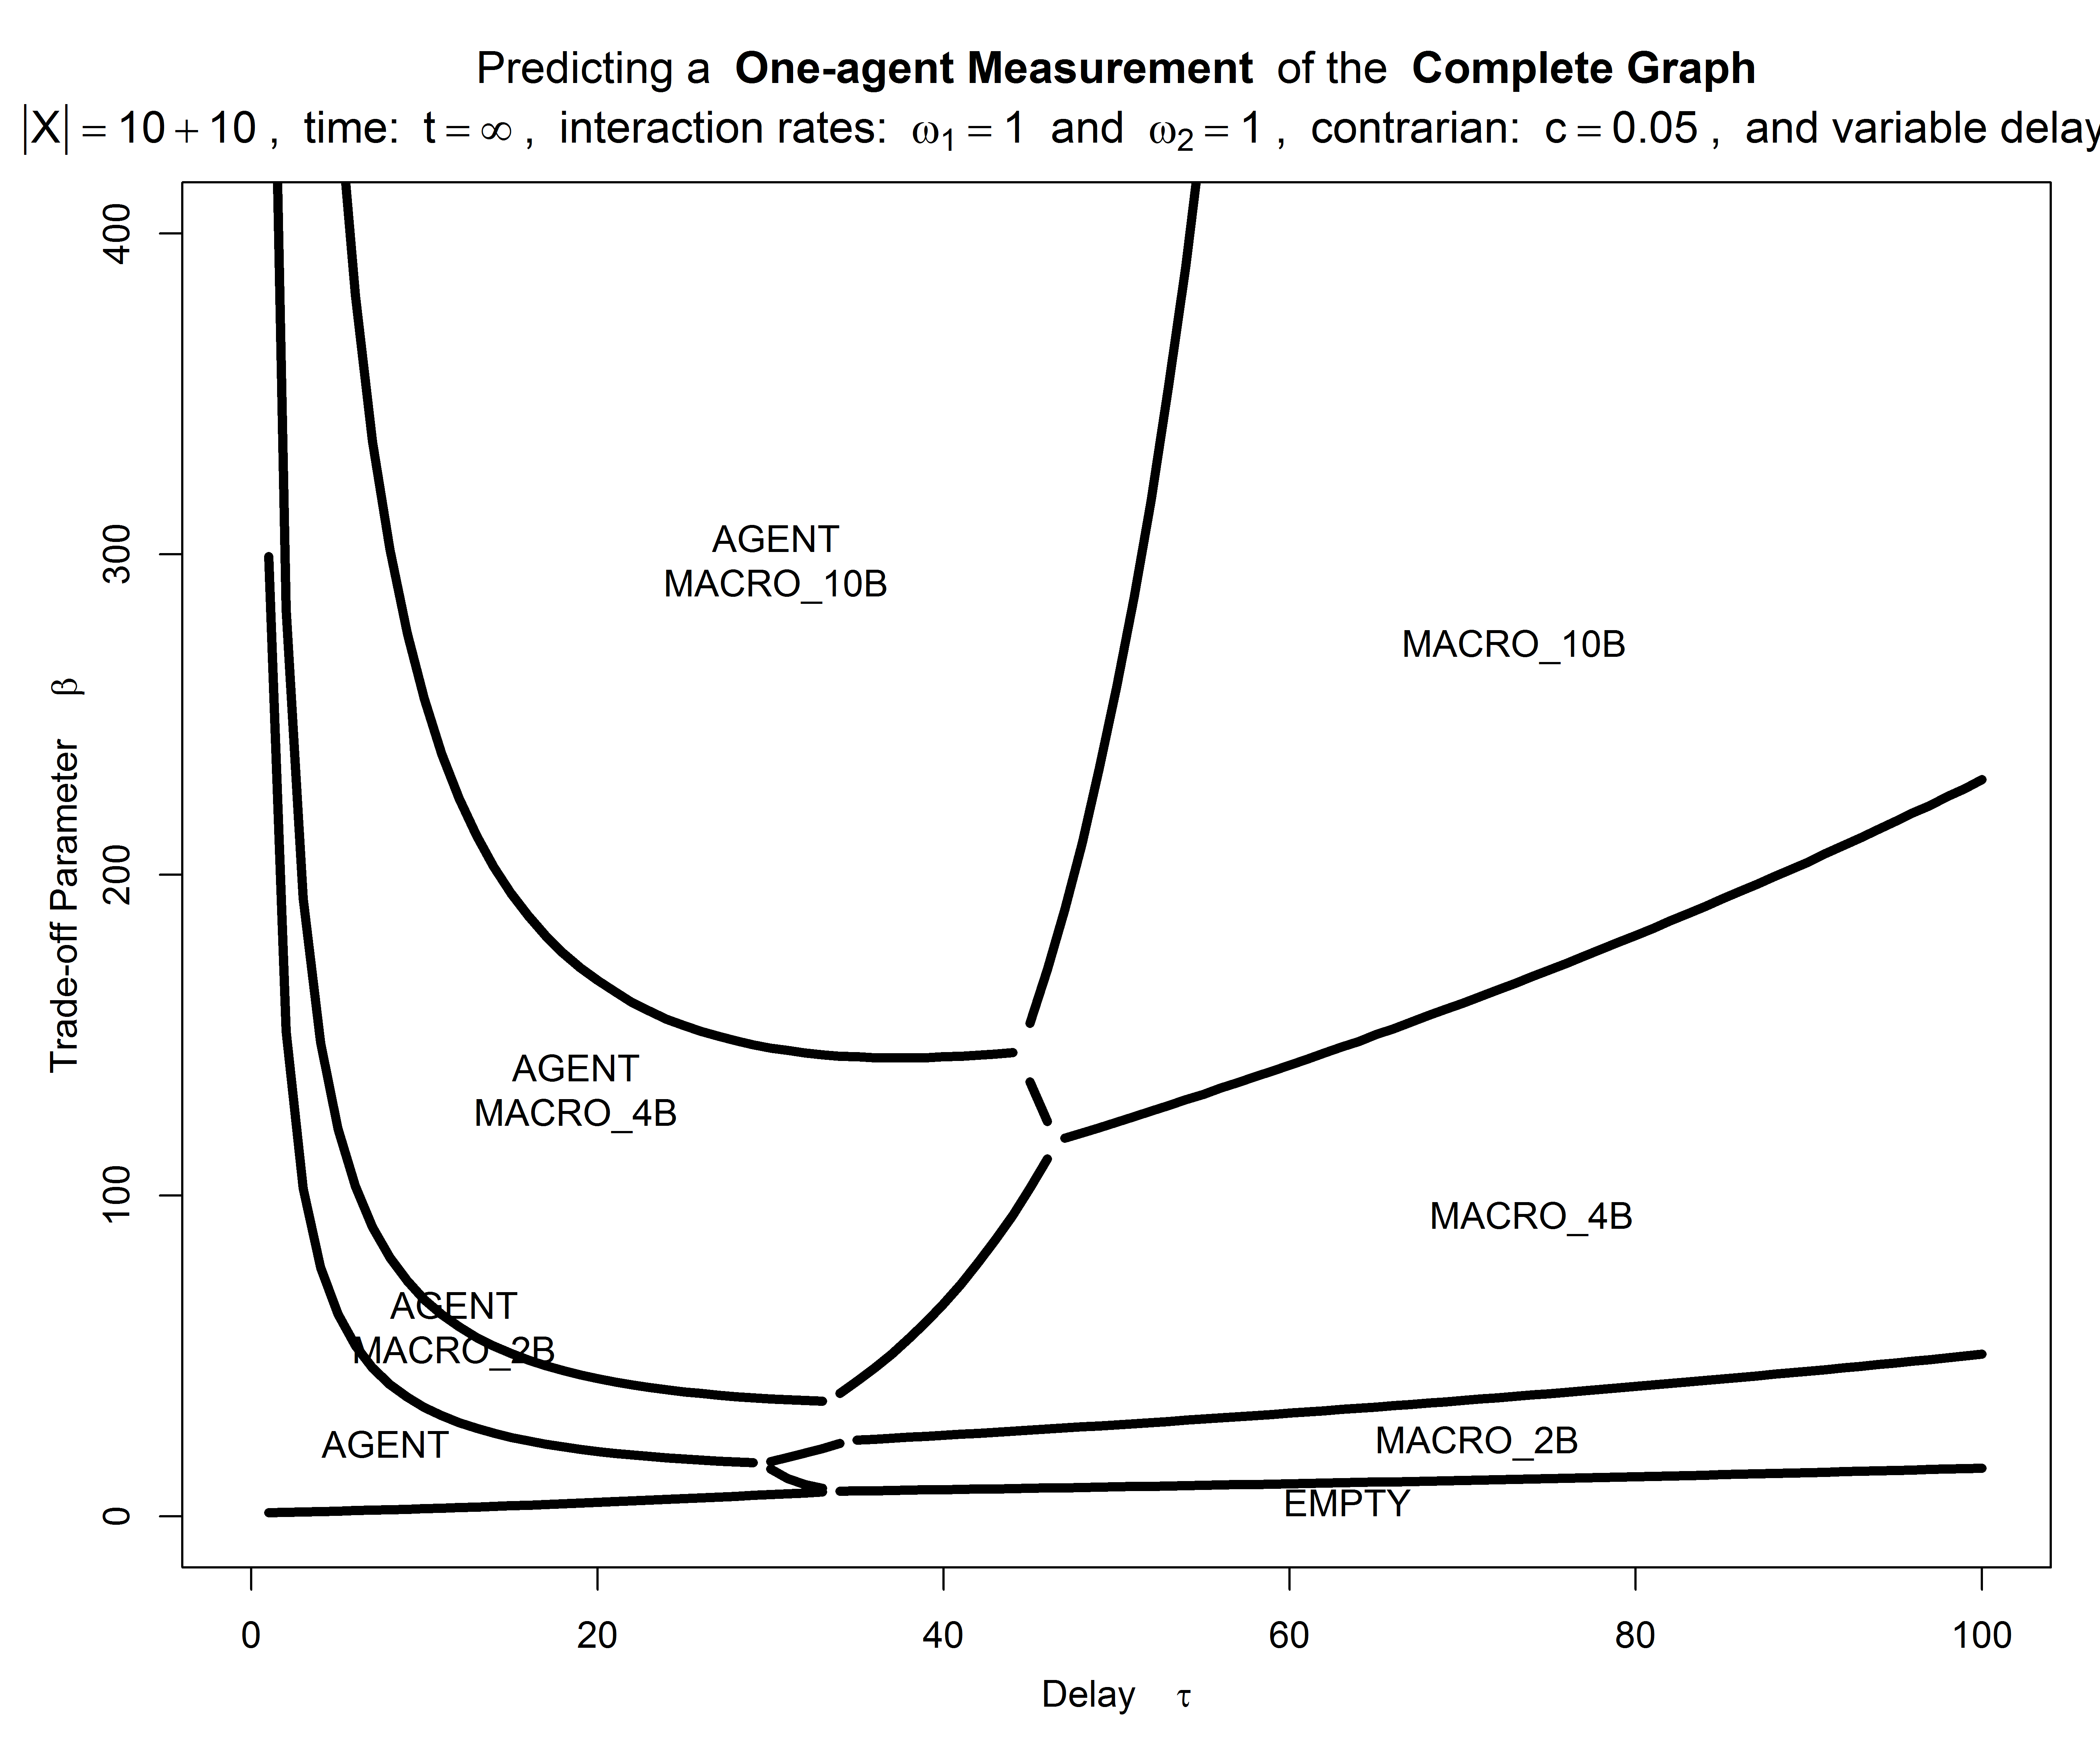 Predicting a One-agent Measurement of the Complete Graph
|X| = 10 + 10 , time: t = ∞ , interaction rates: ω1 = 1 and ω2 = 1 , contrarian: c = 0.05 , and variable delay
400
300
200
100
0
Trade-off Parameter β
AGENT
MACRO_10B
MACRO_10B
AGENT
MACRO_4B
MACRO_4B
AGENT
MACRO_2B
AGENT
MACRO_2B
EMPTY
0 20 40 60 80 100
Delay τ